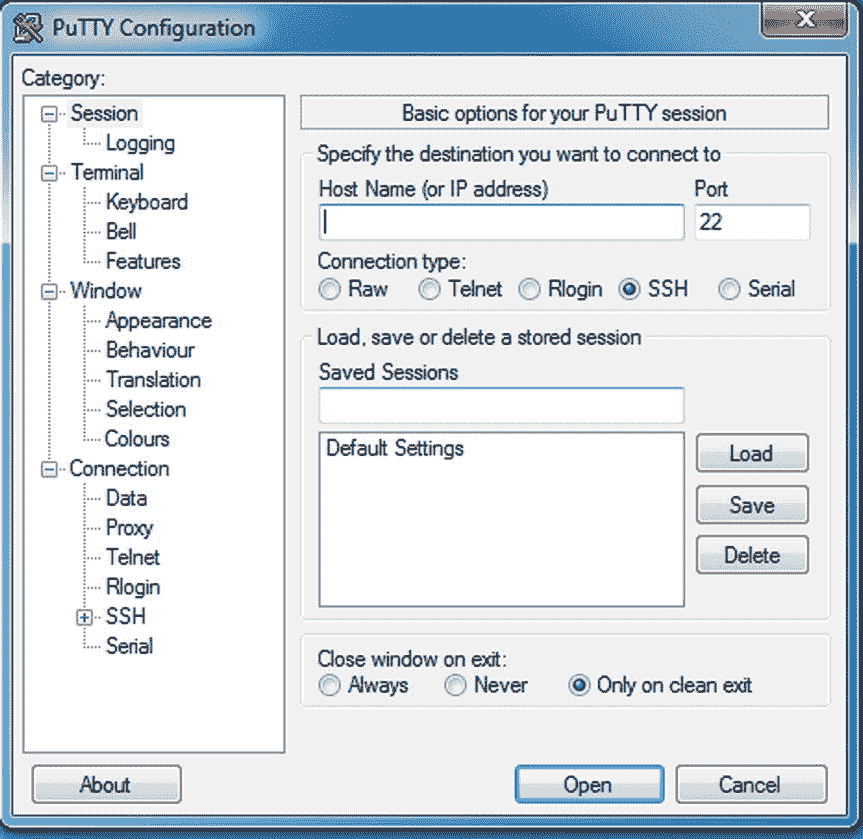 PuTTY Configuration
X
Category:
Session
Logging
Terminal
Keyboard
Bell
Features
Window
Appearance
Behaviour
Translation
Selection
Colours
Connection
Data
Proxy
Telnet
Rlogin
SSH
Serial
Basic options for your PuTTY session
Specify the destination you want to connect to
Host Name (or IP address) Port
22
Connection type:
Raw Telnet Rlogin SSH Serial
Load, save or delete a stored session
Saved Sessions
Default Settings
Load
Save
Delete
Close window on exit:
Always Never Only on clean exit
About Open Cancel